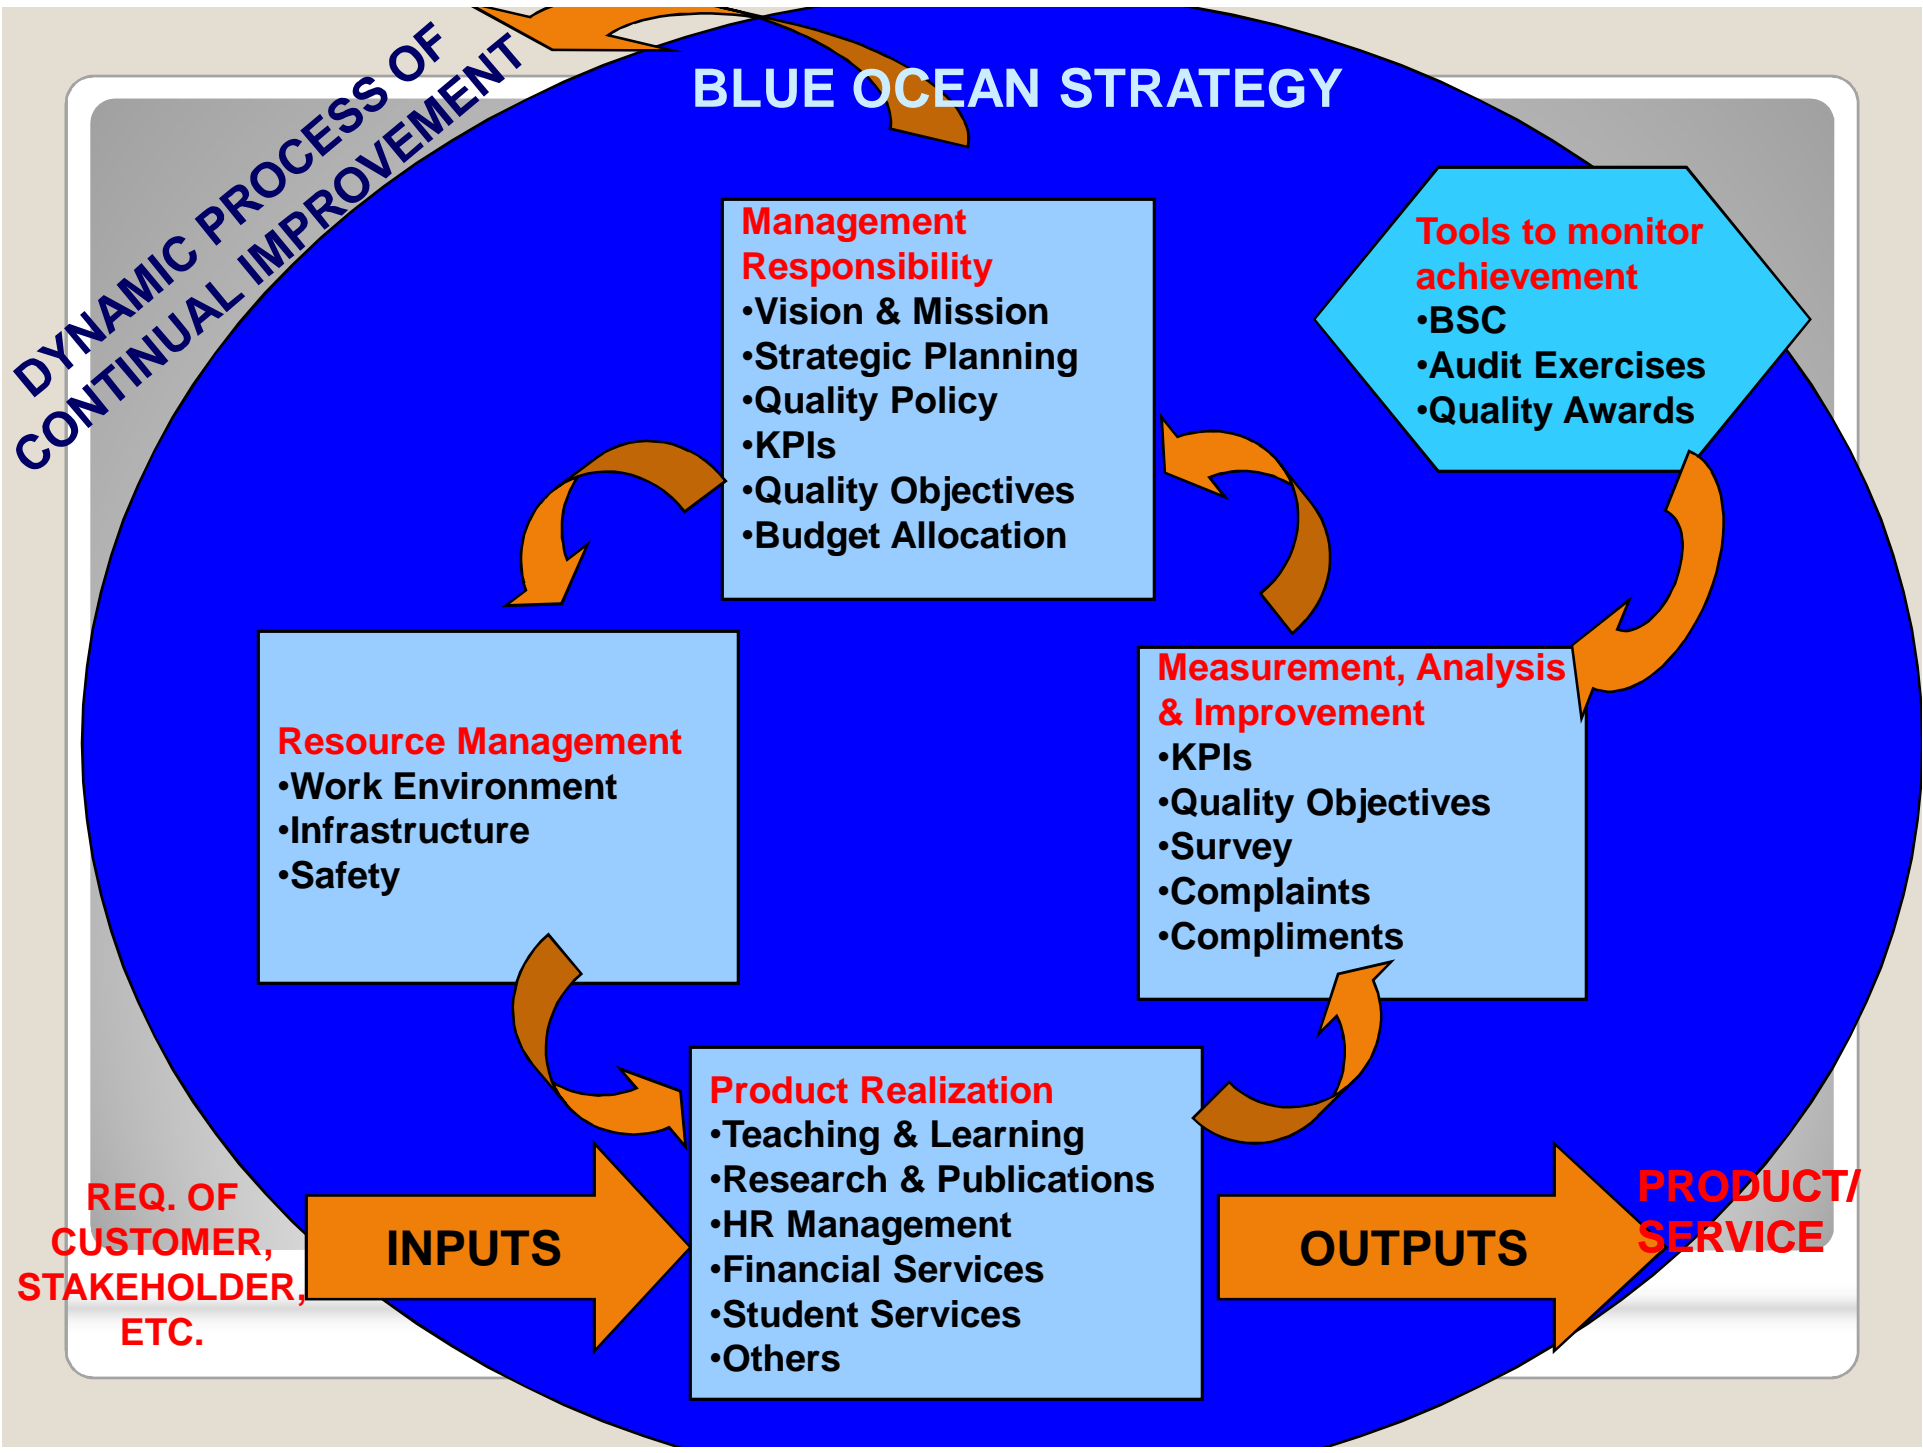 DYNAMIC PROCESS OF
CONTINUAL IMPROVEMENT
BLUE OCEAN STRATEGY
Management
Responsibility
•Vision & Mission
•Strategic Planning
•Quality Policy
•KPIs
•Quality Objectives
•Budget Allocation
Tools to monitor
achievement
•BSC
•Audit Exercises
•Quality Awards
Resource Management
•Work Environment
•Infrastructure
•Safety
Measurement, Analysis
& Improvement
•KPIs
•Quality Objectives
•Survey
•Complaints
•Compliments
Product Realization
•Teaching & Learning
•Research & Publications
•HR Management
•Financial Services
•Student Services
•Others
REQ. OF
CUSTOMER,
STAKEHOLDER,
ETC.
INPUTS
OUTPUTS
PRODUCT/
SERVICE